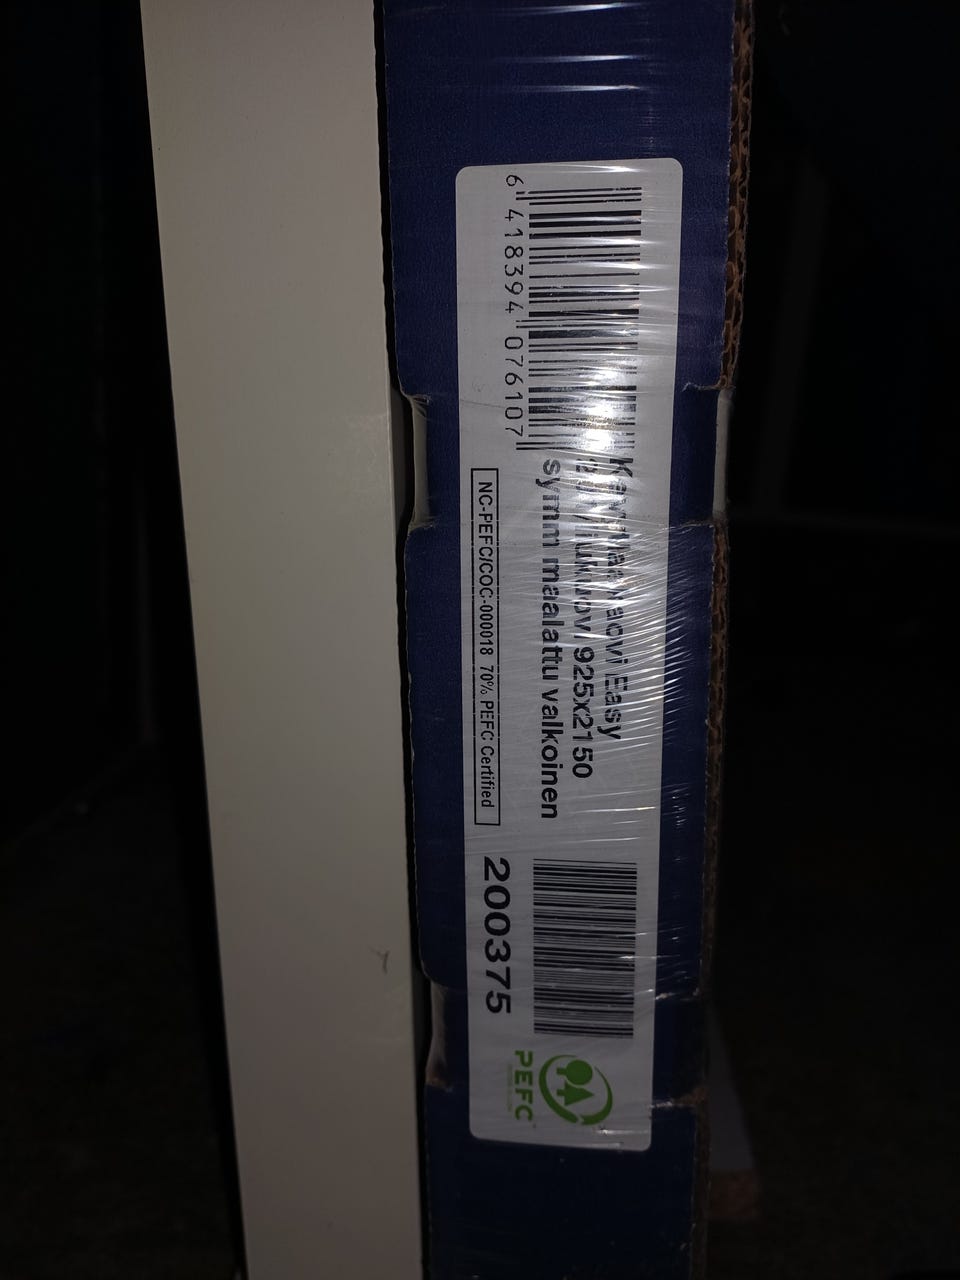 6 418394 076107
Easy
925x2150
symm maalattu valkoinen
NC-PEFC/COC-000018 70% PEFC Certified
200375
PEFC